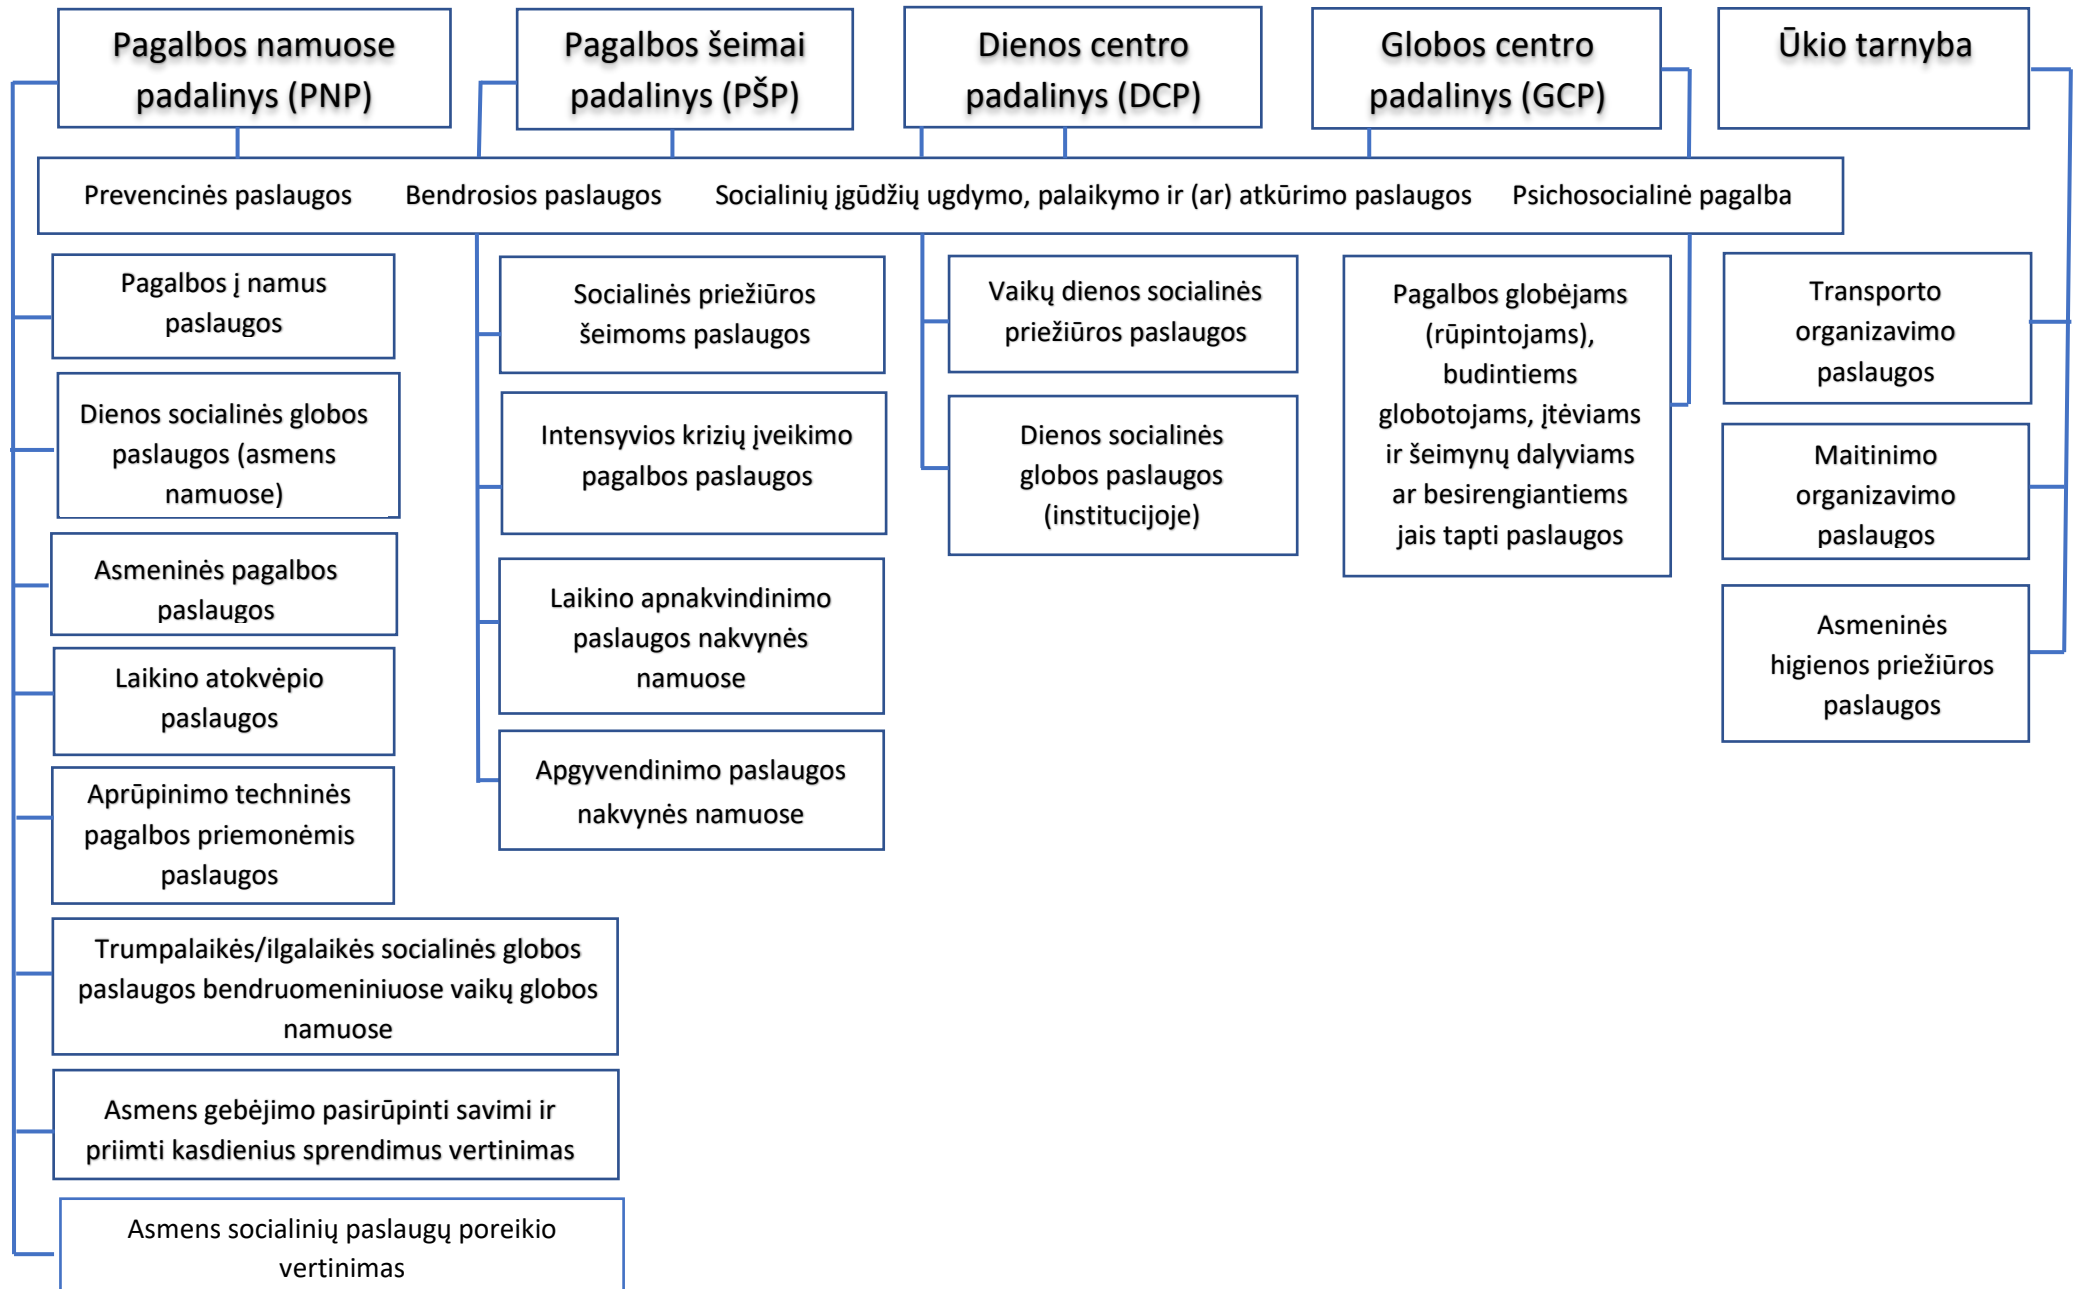 Pagalbos namuose
padalinys (PNP)
Pagalbos šeimai
padalinys (PŠP)
Dienos centro
padalinys (DCP)
Globos centro
padalinys (GCP)
Ūkio tarnyba
Prevencinės paslaugos Bendrosios paslaugos Socialinių įgūdžių ugdymo, palaikymo ir (ar) atkūrimo paslaugos Psichosocialinė pagalba
Pagalbos į namus
paslaugos
Dienos socialinės globos
paslaugos (asmens
namuose)
Asmeninės pagalbos
paslaugos
Laikino atokvėpio
paslaugos
Aprūpinimo techninės
pagalbos priemonėmis
paslaugos
Trumpalaikės/ilgalaikės socialinės globos
paslaugos bendruomeniniuose vaikų globos
namuose
Asmens gebėjimo pasirūpinti savimi ir
priimti kasdienius sprendimus vertinimas
Asmens socialinių paslaugų poreikio
vertinimas
Socialinės priežiūros
šeimoms paslaugos
Intensyvios krizių įveikimo
pagalbos paslaugos
Laikino apnakvindinimo
paslaugos nakvynės
namuose
Apgyvendinimo paslaugos
nakvynės namuose
Vaikų dienos socialinės
priežiūros paslaugos
Dienos socialinės
globos paslaugos
(institucijoje)
Pagalbos globėjams
(rūpintojams),
budintiems
globotojams, įtėviams
ir šeimynų dalyviams
ar besirengiantiems
jais tapti paslaugos
Transporto
organizavimo
paslaugos
Maitinimo
organizavimo
paslaugos
Asmeninės
higienos priežiūros
paslaugos